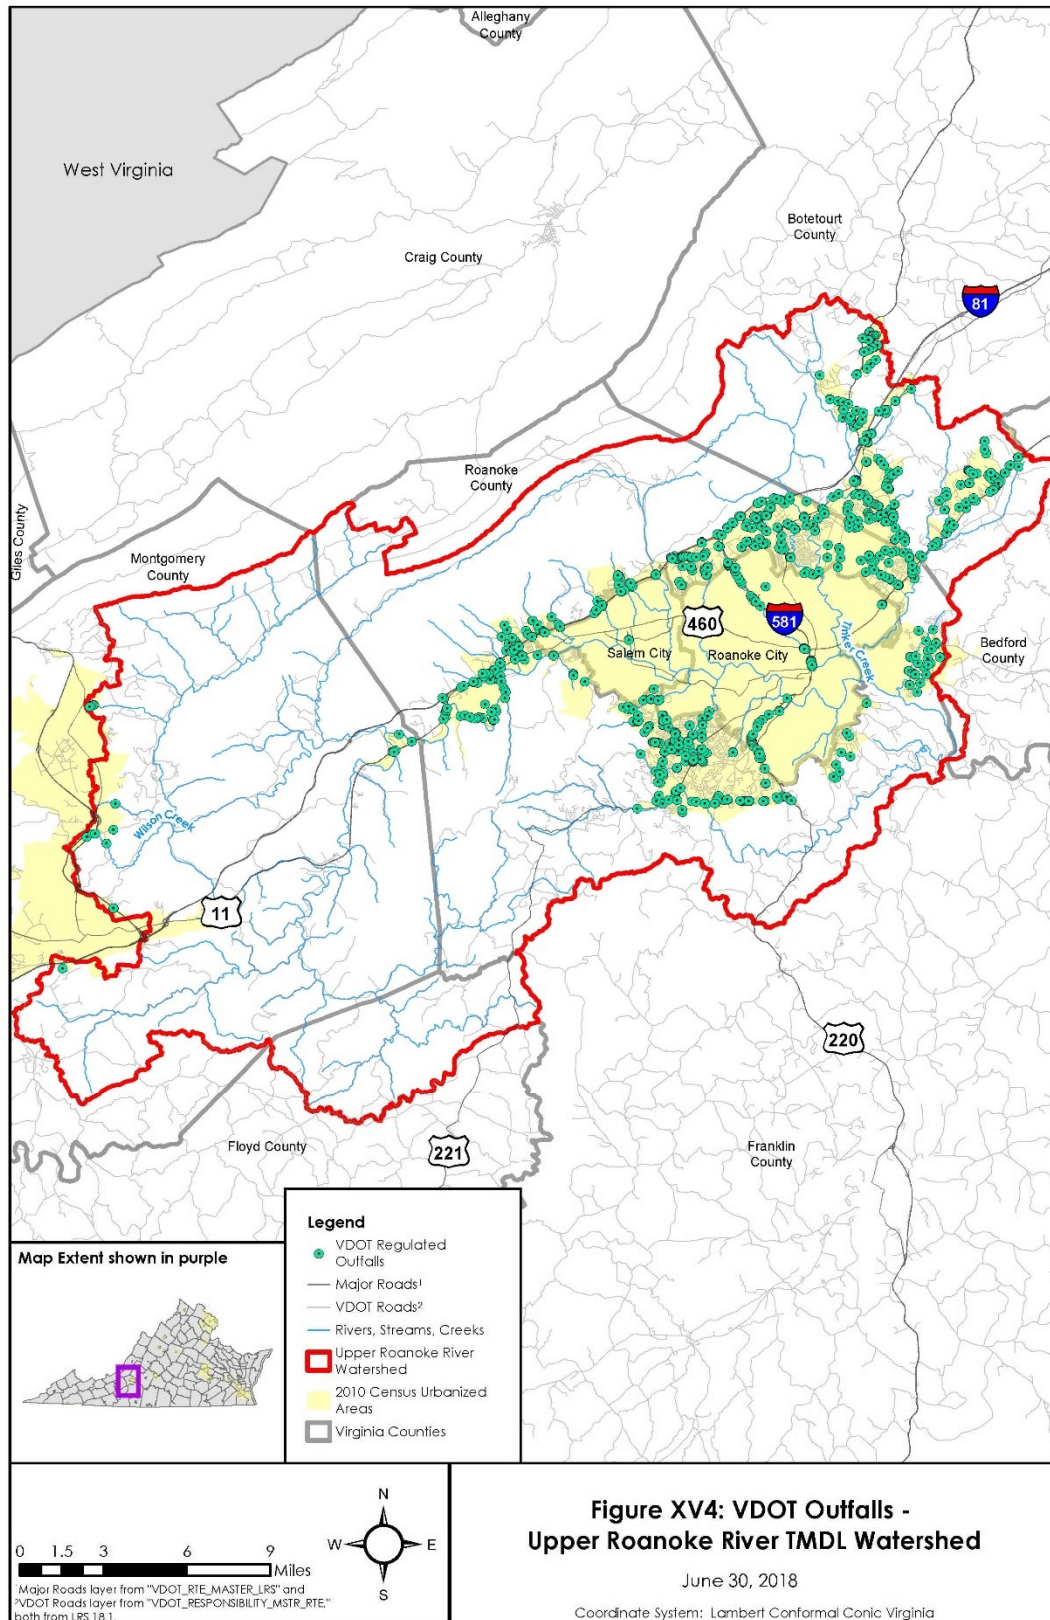 Alleghany
County
West Virginia
Botetourt
County
Craig County
81
Roanoke
County
Giles County
Montgomery
County
460
581
Salem City
Roanoke City
Tinker Creek
Bedford
County
Wilson Creek
11
220
Floyd County
221
Franklin
County
Legend
VDOT Regulated
Outfalls
Major Roads¹
VDOT Roads²
Rivers, Streams, Creeks
Upper Roanoke River
Watershed
2010 Census Urbanized
Areas
Virginia Counties
Map Extent shown in purple
N
W E
S
0 1.5 3 6 9
Miles
¹Major Roads layer from "VDOT_RTE_MASTER_LRS" and
²VDOT Roads layer from "VDOT_RESPONSIBILITY_MSTR_RTE,"
both from LRS 18.1.
Figure XV4: VDOT Outfalls -
Upper Roanoke River TMDL Watershed
June 30, 2018
Coordinate System: Lambert Conformal Conic Virginia